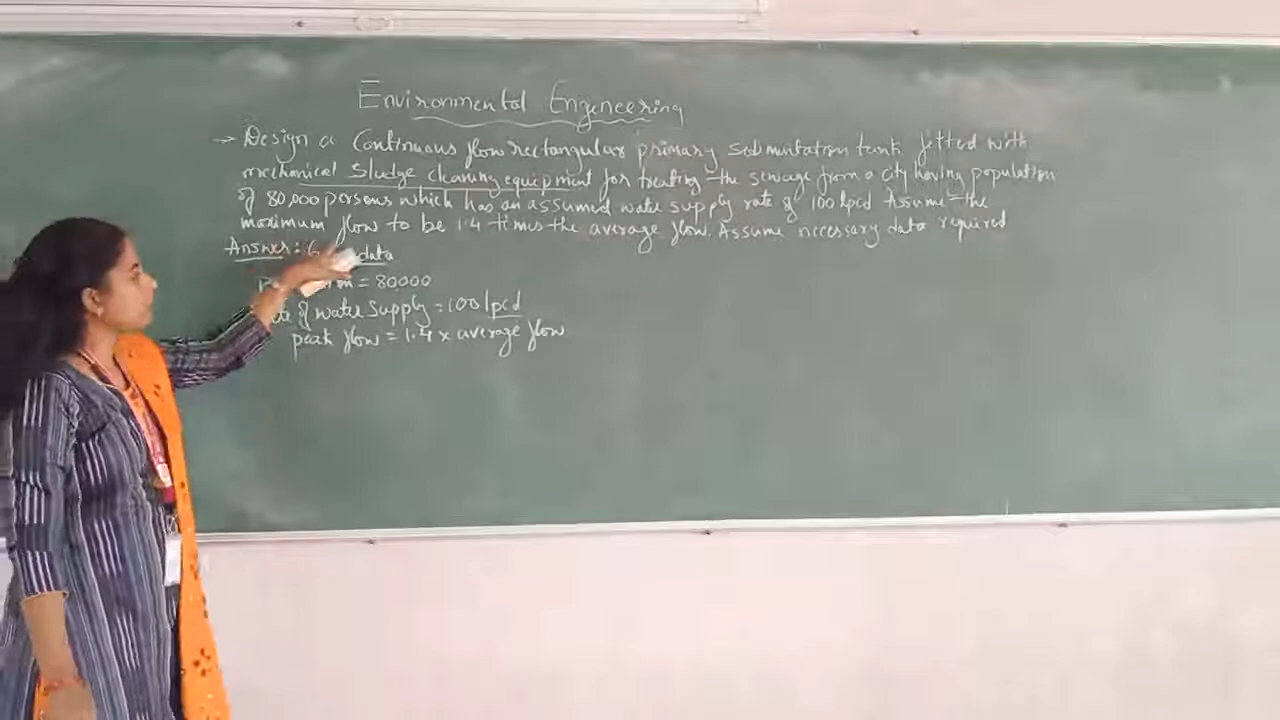 Environmental Engineering
→ Design a Continuous flow rectangular primary sedimentation tank fitted with
mechanical Sludge cleaning equipment for treating the sewage from a city having population
of 80,000 persons which has an assumed water supply rate of 100 lpcd Assume the
maximum flow to be 1.4 times the average flow. Assume necessary data required
Answer: data
= 80000
of water Supply = 100 lpcd
peak flow = 1.4 x average flow